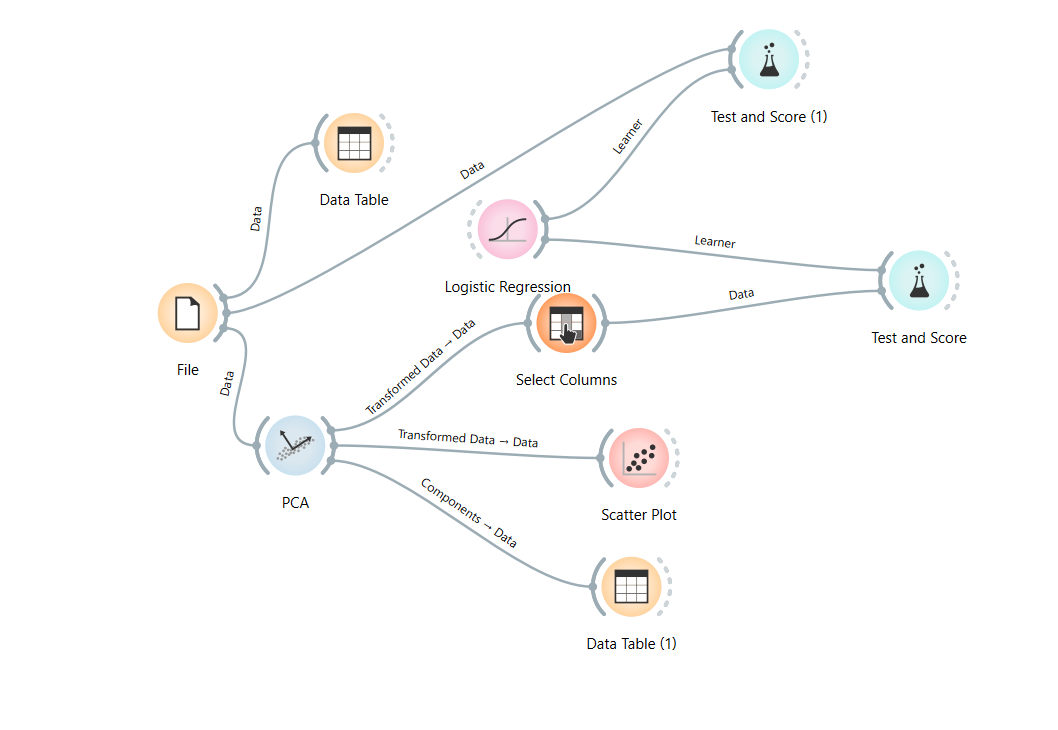 Test and Score (1)
Learner
Data
Data Table
Data
Learner
Logistic Regression
Data
Test and Score
File
Transformed Data → Data
Select Columns
Data
Transformed Data → Data
PCA
Components → Data
Scatter Plot
Data Table (1)